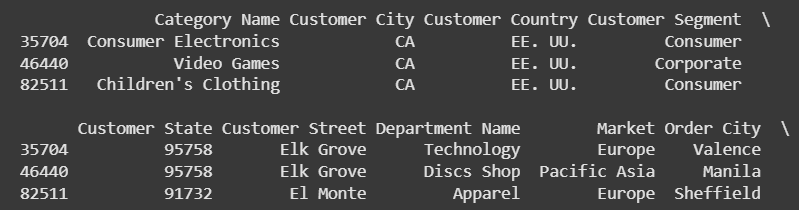 Category Name Customer City Customer Country Customer Segment \
35704 Consumer Electronics CA EE. UU. Consumer
46440 Video Games CA EE. UU. Corporate
82511 Children's Clothing CA EE. UU. Consumer
Customer State Customer Street Department Name Market Order City \
35704 95758 Elk Grove Technology Europe Valence
46440 95758 Elk Grove Discs Shop Pacific Asia Manila
82511 91732 El Monte Apparel Europe Sheffield